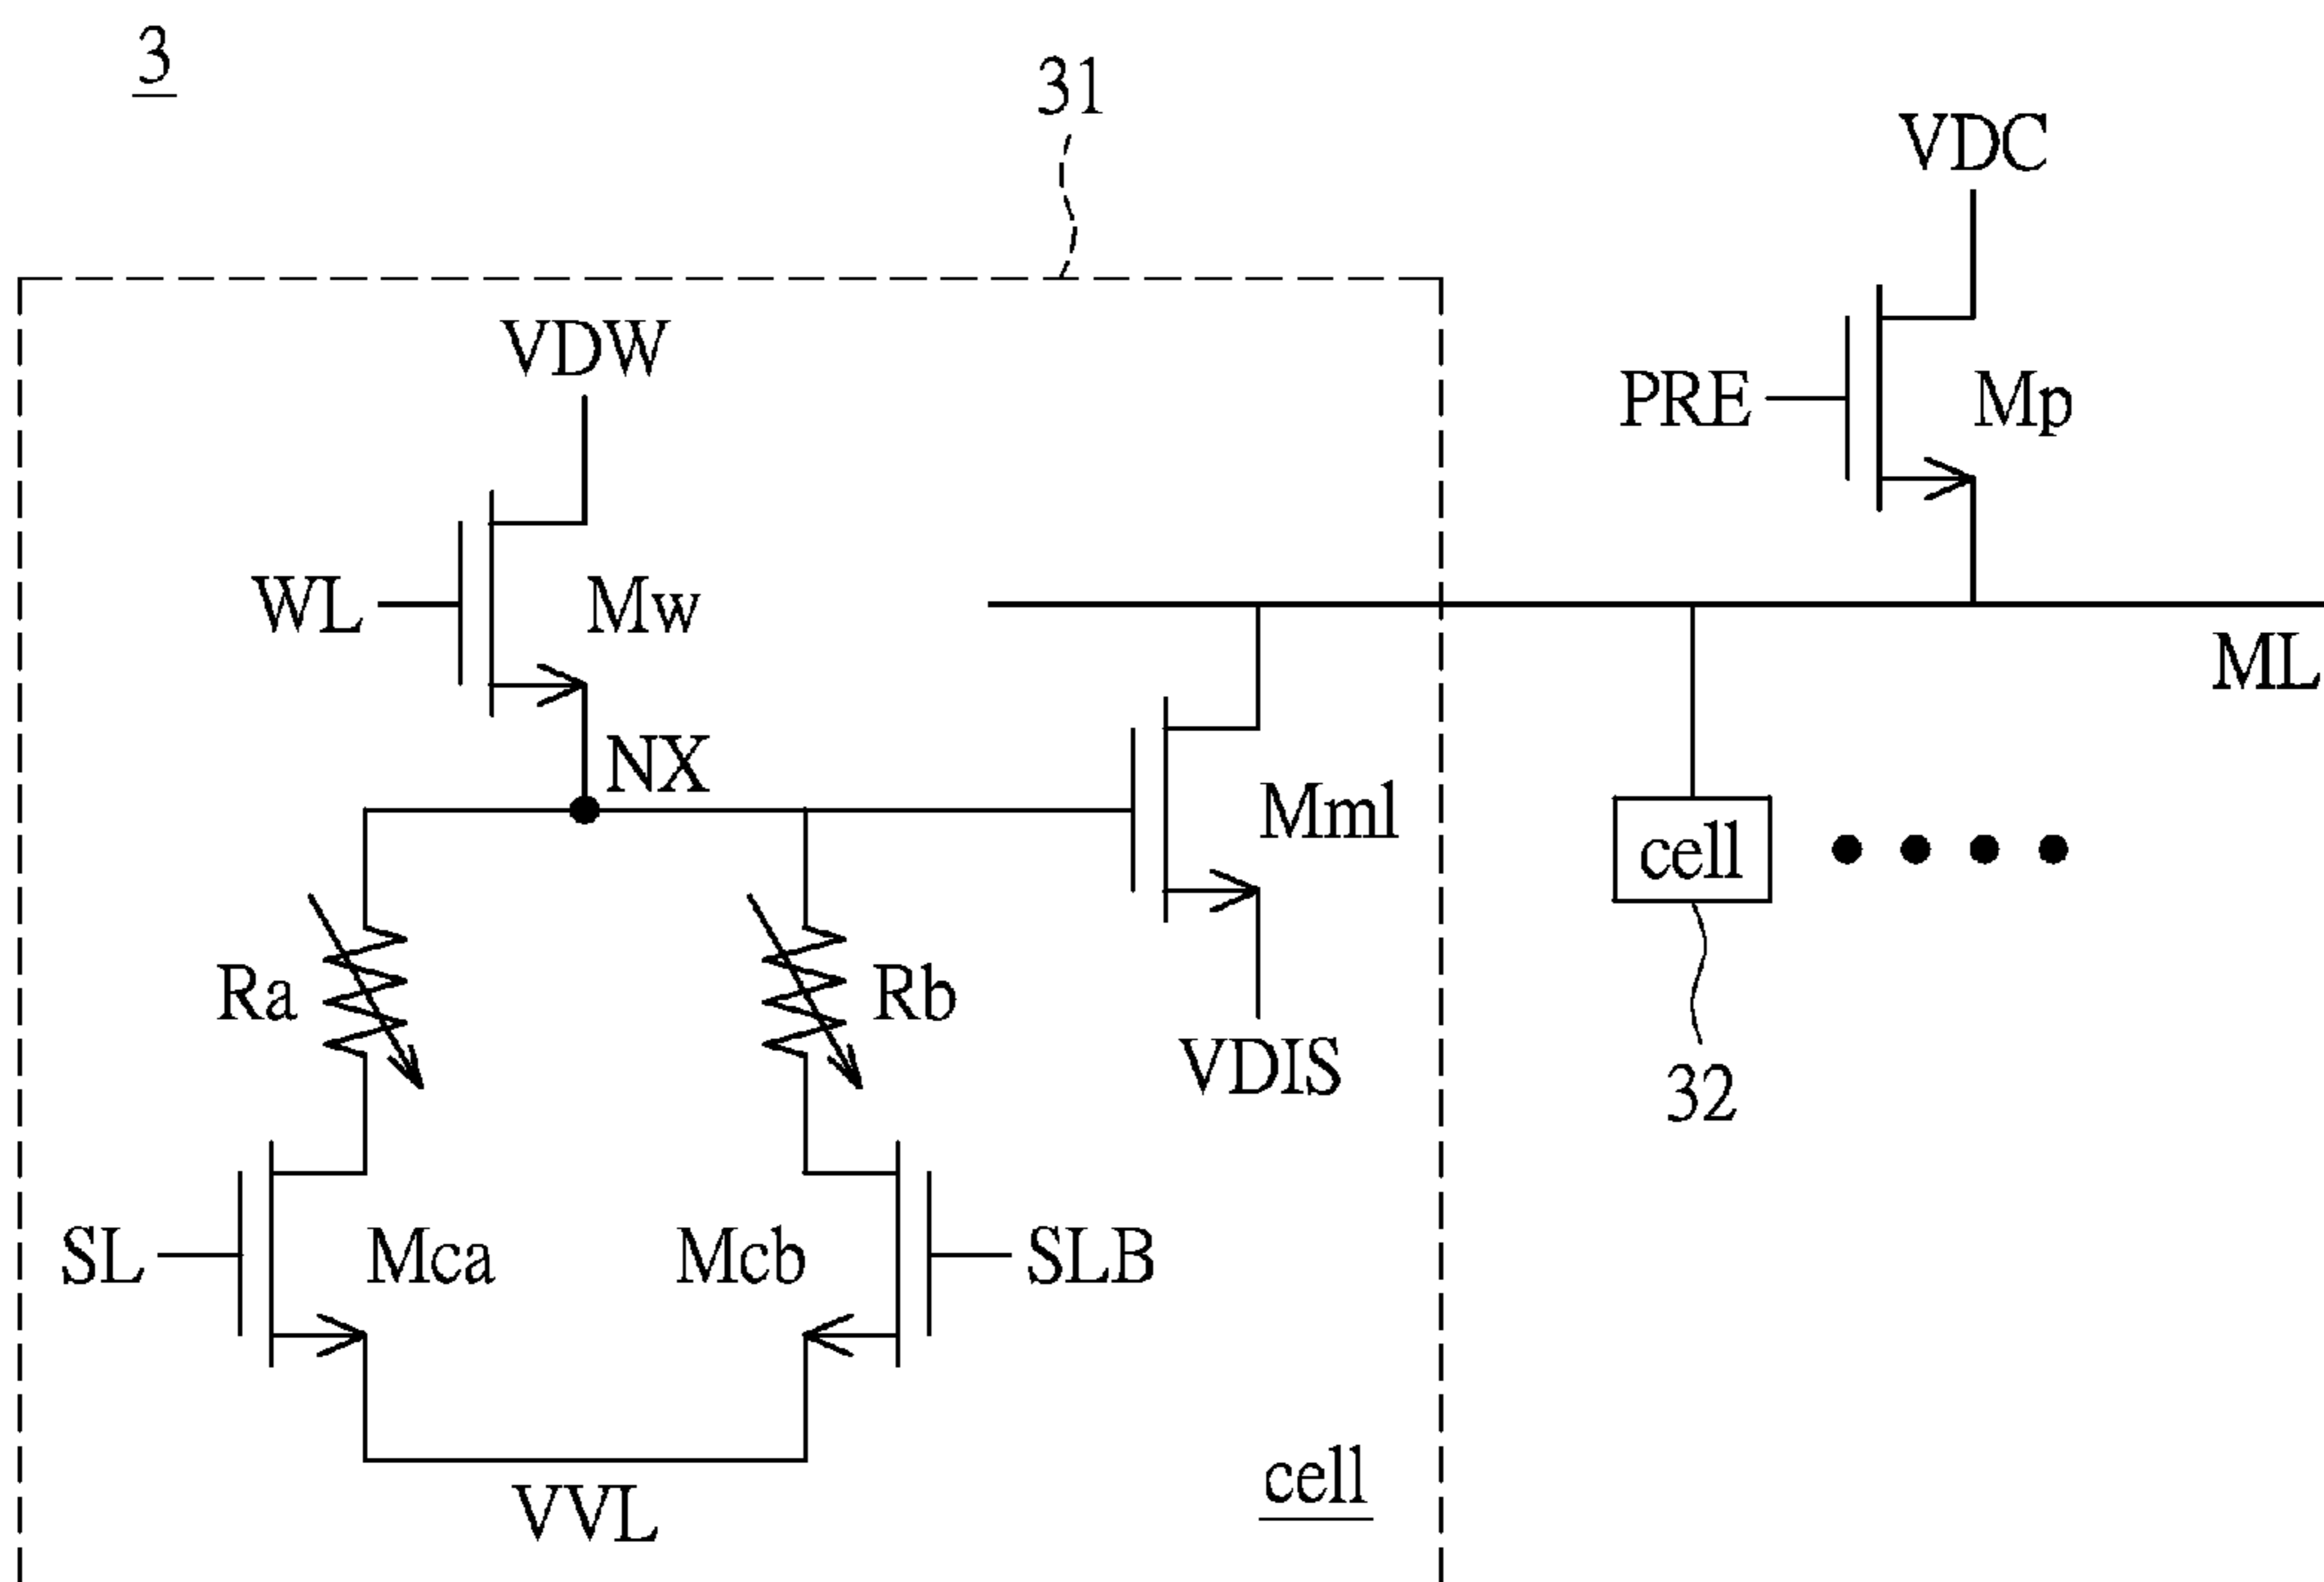 3
31
VDC
VDW
PRE
Mp
WL
Mw
ML
NX
Mml
cell
Ra
Rb
VDIS
32
SL
Mca
Mcb
SLB
cell
VVL